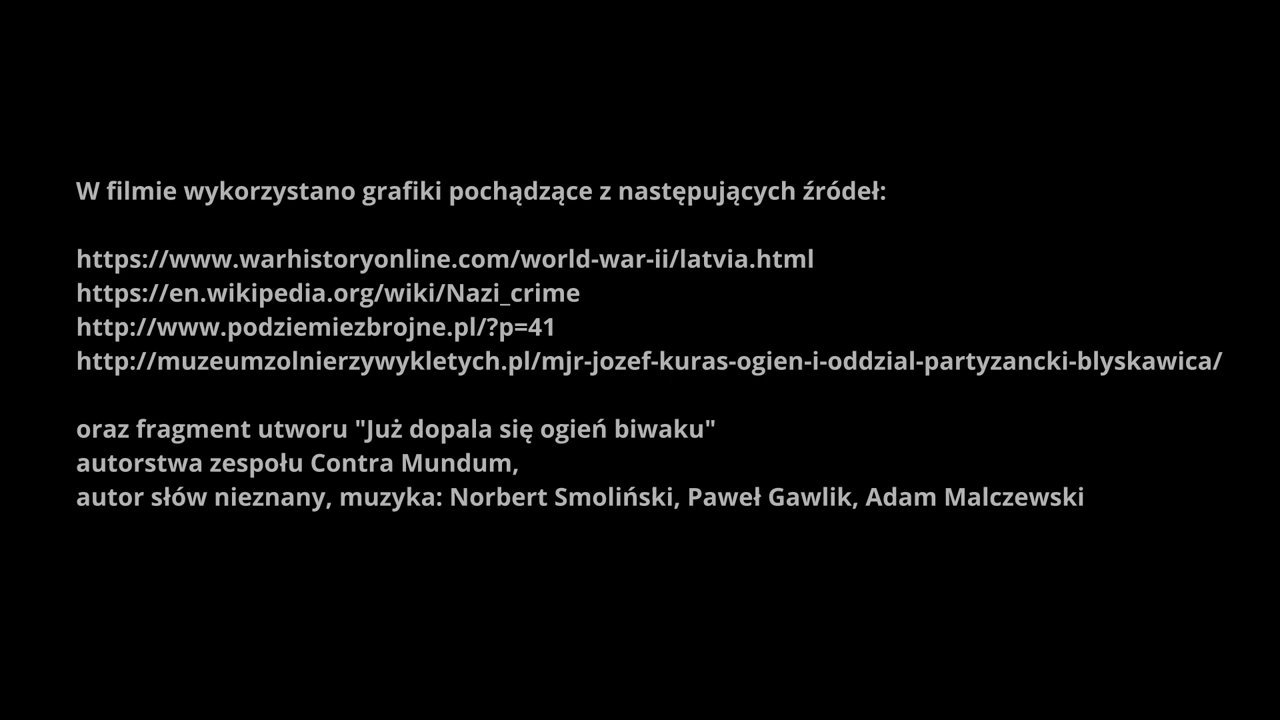 W filmie wykorzystano grafiki pochądzące z następujących źródeł:
https://www.warhistoryonline.com/world-war-ii/latvia.html
https://en.wikipedia.org/wiki/Nazi_crime
http://www.podziemiezbrojne.pl/?p=41
http://muzeumzolnierzywykletych.pl/mjr-jozef-kuras-ogien-i-oddzial-partyzancki-blyskawica/
oraz fragment utworu "Już dopala się ogień biwaku"
autorstwa zespołu Contra Mundum,
autor słów nieznany, muzyka: Norbert Smoliński, Paweł Gawlik, Adam Malczewski